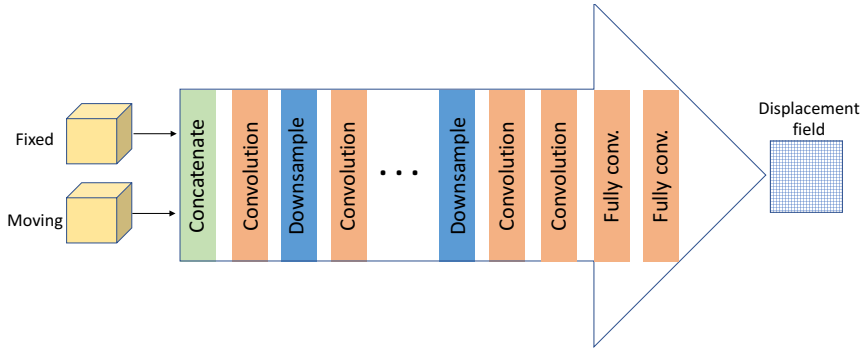 Fixed
Moving
Concatenate
Convolution
Downsample
Convolution
...
Downsample
Convolution
Convolution
Fully conv.
Fully conv.
Displacement
field